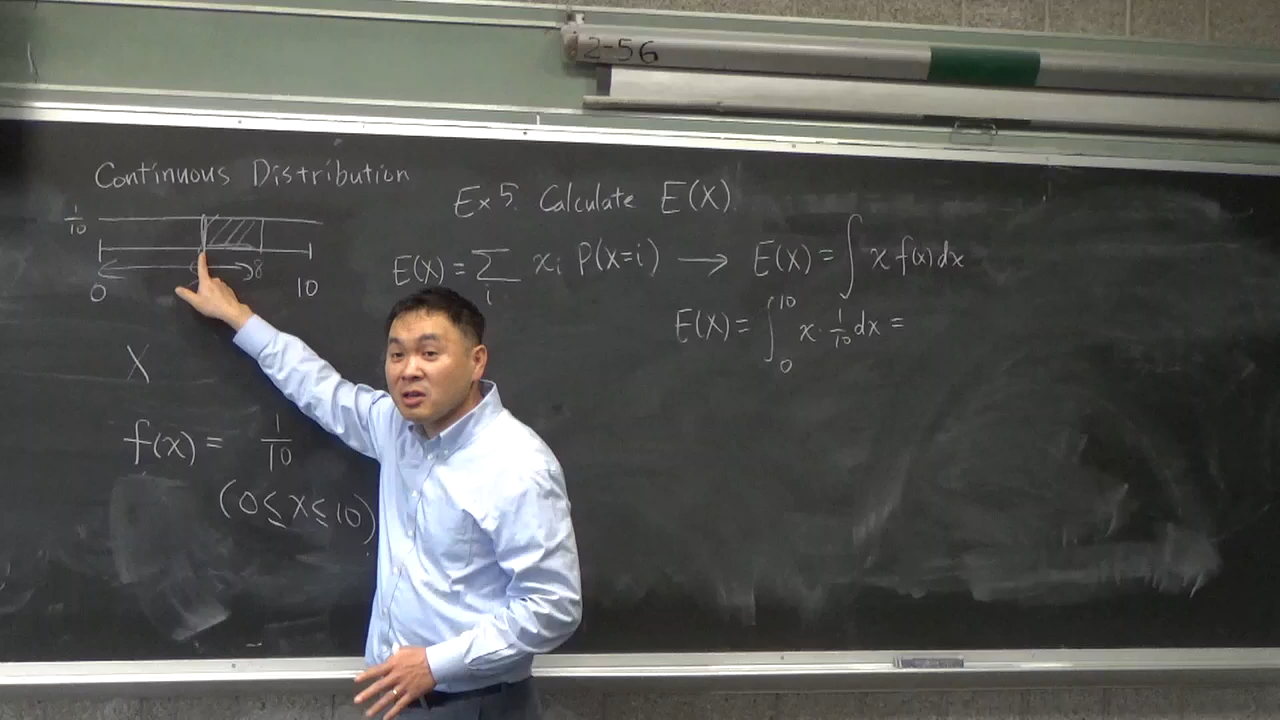 2-56
Continuous Distribution
1/10
8
0 10
X
f(x) = 1/10
(0 ≤ x ≤ 10)
Ex 5. Calculate E(X).
E(X) = ∑_i x_i P(X=i) → E(X) = ∫ x f(x) dx
E(X) = ∫_0^10 x · 1/10 dx =